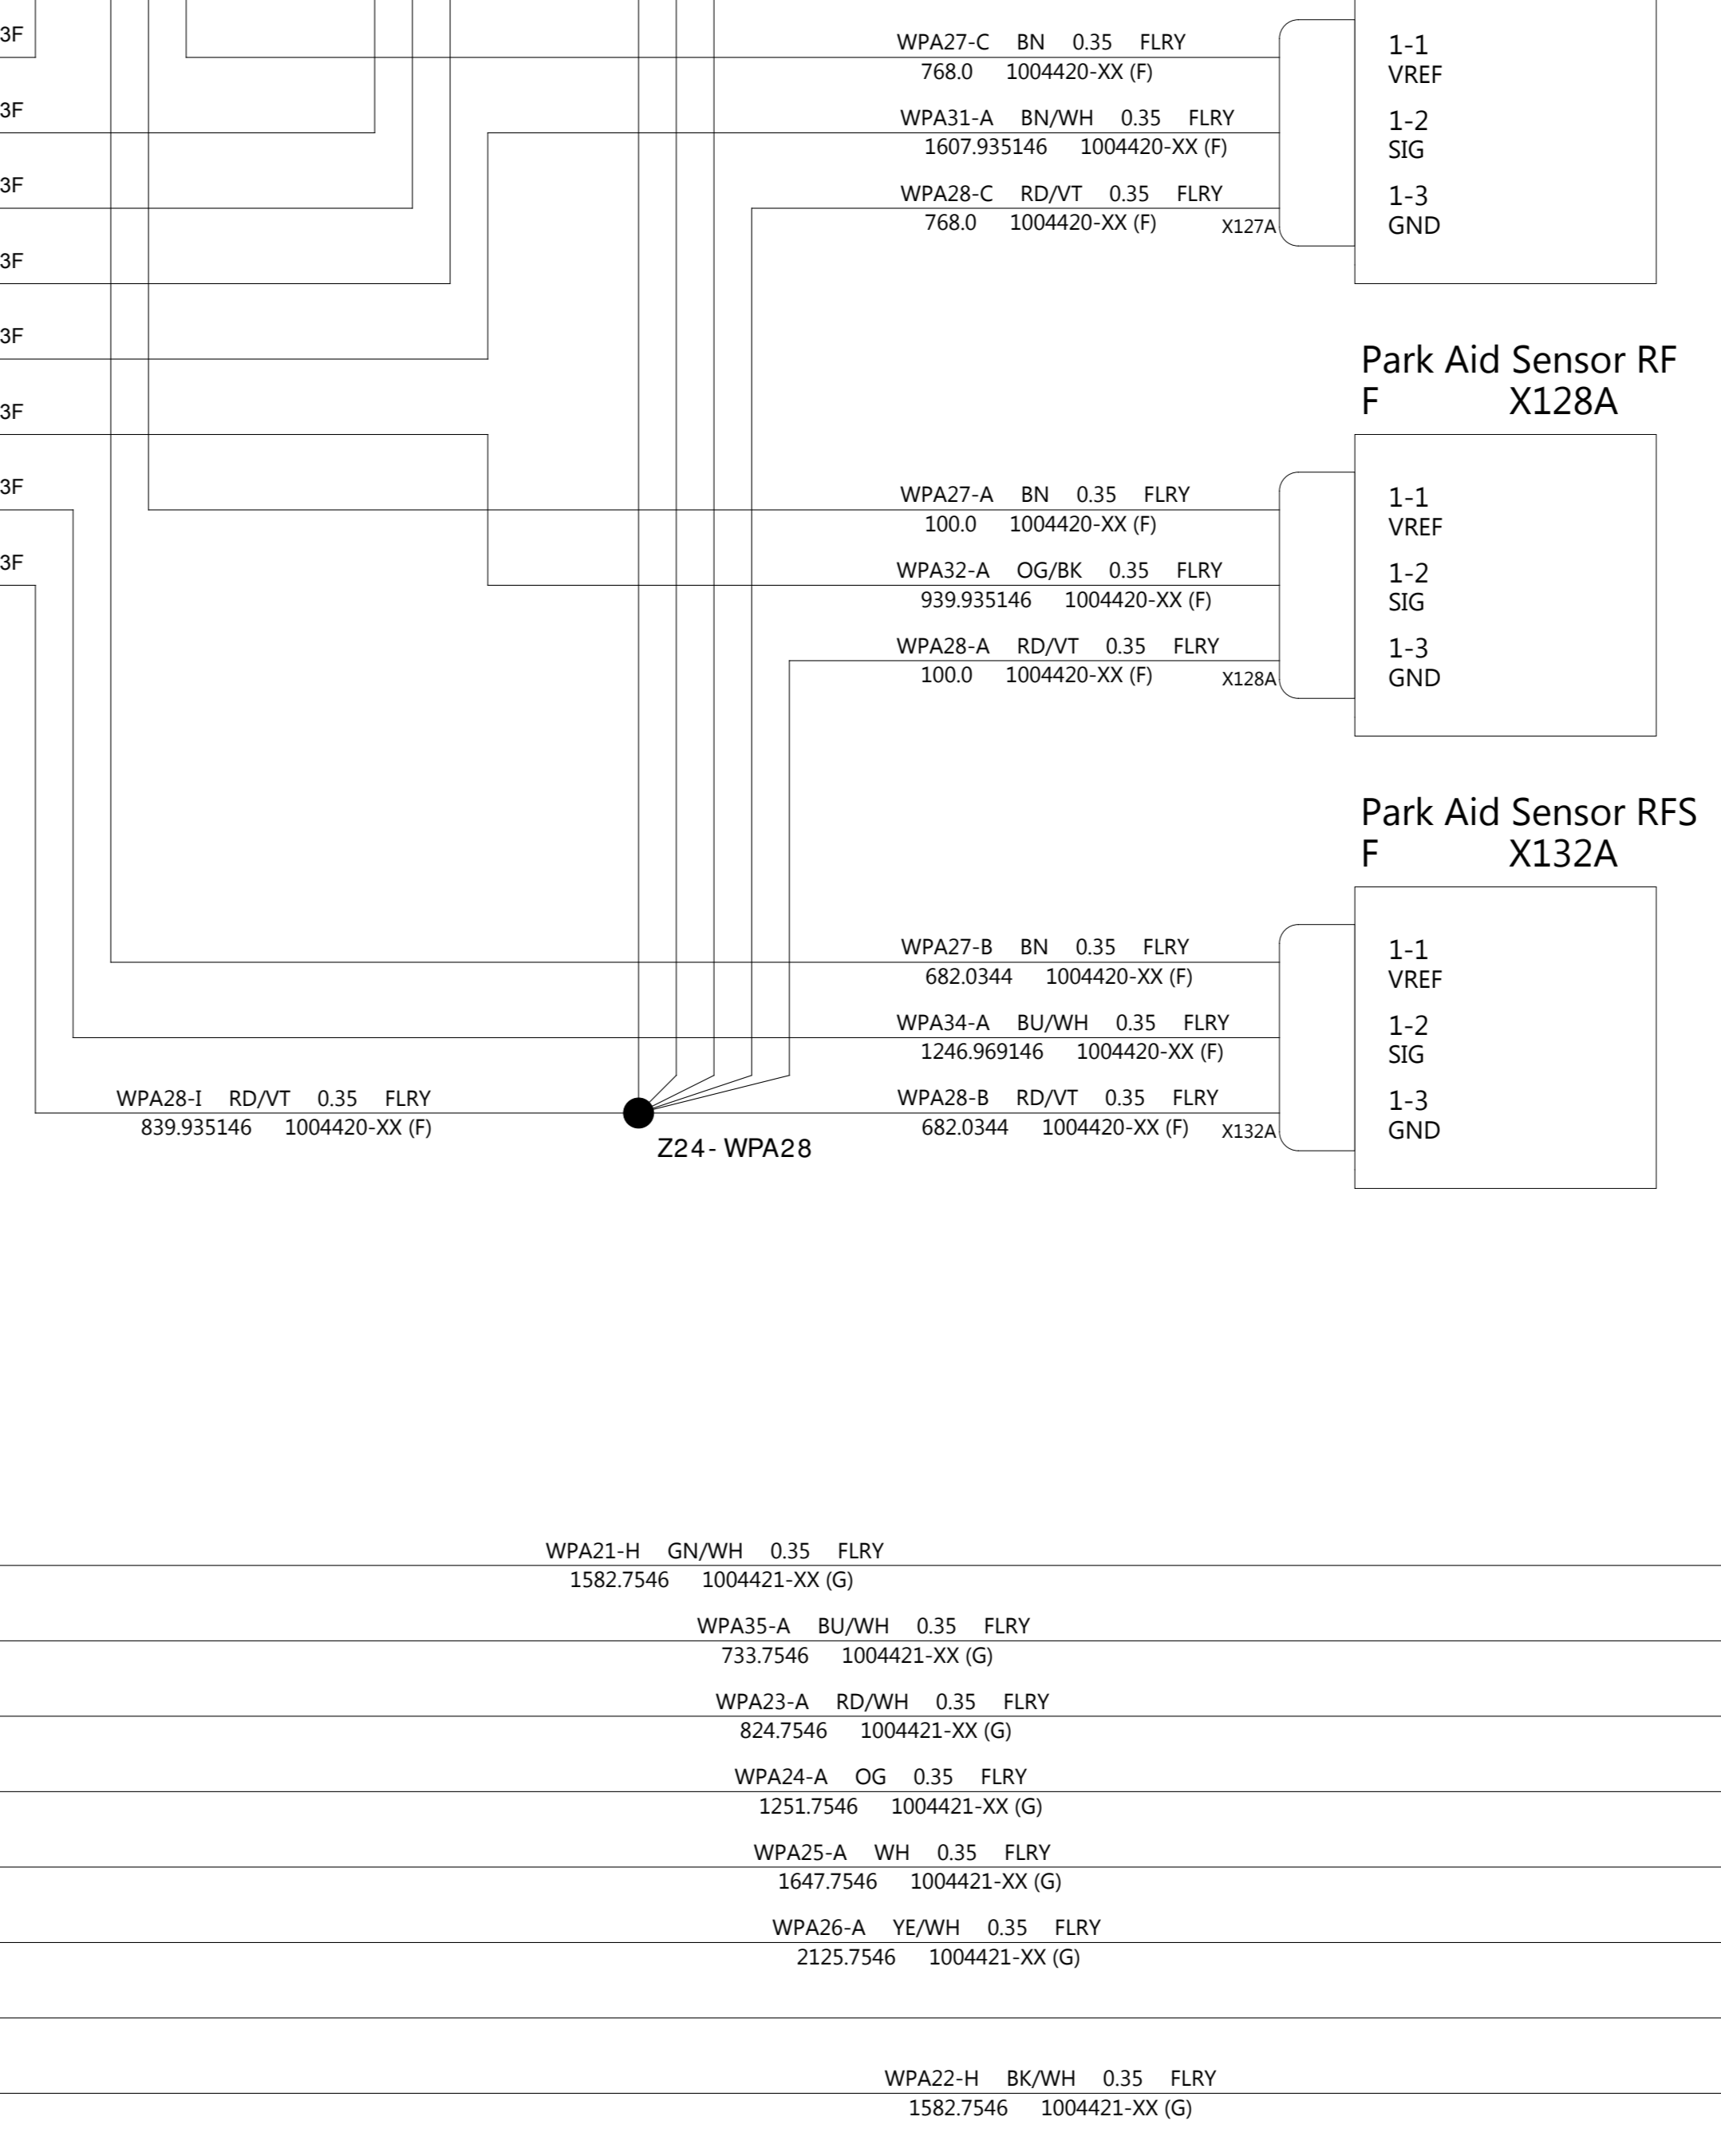 3F
WPA27-C BN 0.35 FLRY
768.0 1004420-XX (F)
1-1
VREF
3F
WPA31-A BN/WH 0.35 FLRY
1607.935146 1004420-XX (F)
1-2
SIG
3F
WPA28-C RD/VT 0.35 FLRY
768.0 1004420-XX (F) X127A
1-3
GND
3F
3F
Park Aid Sensor RF
F X128A
3F
3F
WPA27-A BN 0.35 FLRY
100.0 1004420-XX (F)
1-1
VREF
3F
WPA32-A OG/BK 0.35 FLRY
939.935146 1004420-XX (F)
1-2
SIG
WPA28-A RD/VT 0.35 FLRY
100.0 1004420-XX (F) X128A
1-3
GND
Park Aid Sensor RFS
F X132A
WPA27-B BN 0.35 FLRY
682.0344 1004420-XX (F)
1-1
VREF
WPA34-A BU/WH 0.35 FLRY
1246.969146 1004420-XX (F)
1-2
SIG
WPA28-I RD/VT 0.35 FLRY
839.935146 1004420-XX (F)
Z24-WPA28
WPA28-B RD/VT 0.35 FLRY
682.0344 1004420-XX (F) X132A
1-3
GND
WPA21-H GN/WH 0.35 FLRY
1582.7546 1004421-XX (G)
WPA35-A BU/WH 0.35 FLRY
733.7546 1004421-XX (G)
WPA23-A RD/WH 0.35 FLRY
824.7546 1004421-XX (G)
WPA24-A OG 0.35 FLRY
1251.7546 1004421-XX (G)
WPA25-A WH 0.35 FLRY
1647.7546 1004421-XX (G)
WPA26-A YE/WH 0.35 FLRY
2125.7546 1004421-XX (G)
WPA22-H BK/WH 0.35 FLRY
1582.7546 1004421-XX (G)